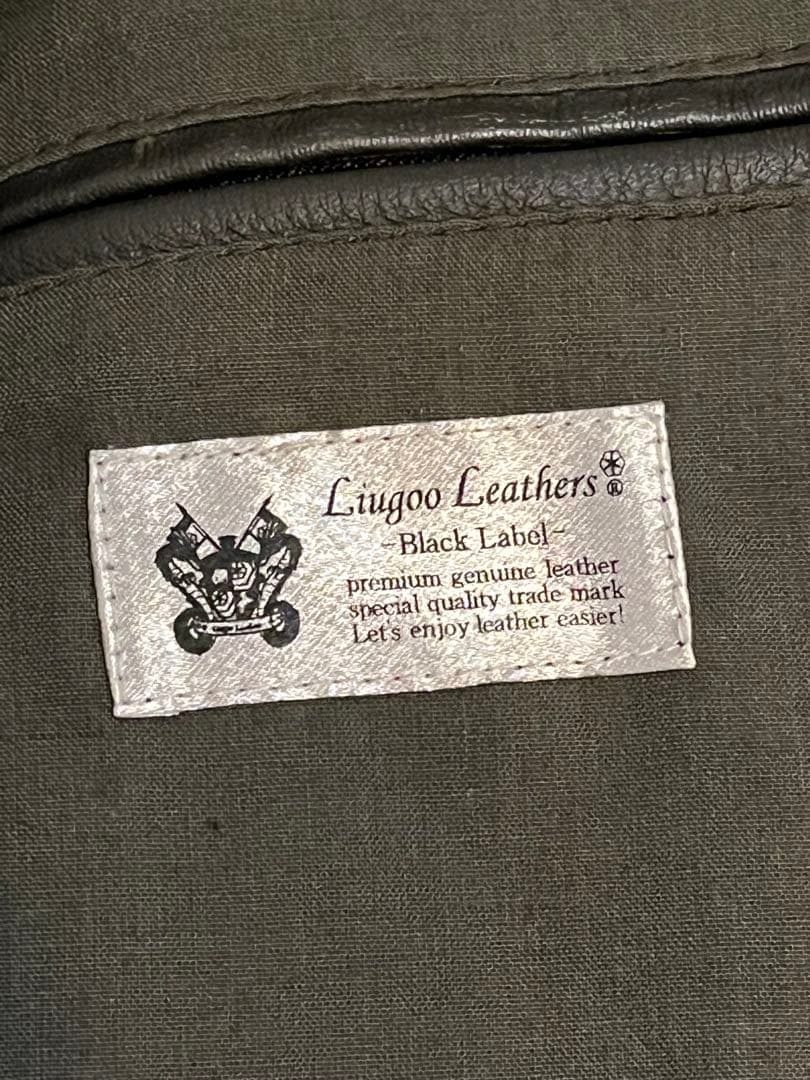 Liugoo Leathers®
-Black Label-
premium genuine leather
special quality trade mark
Let's enjoy leather easier!